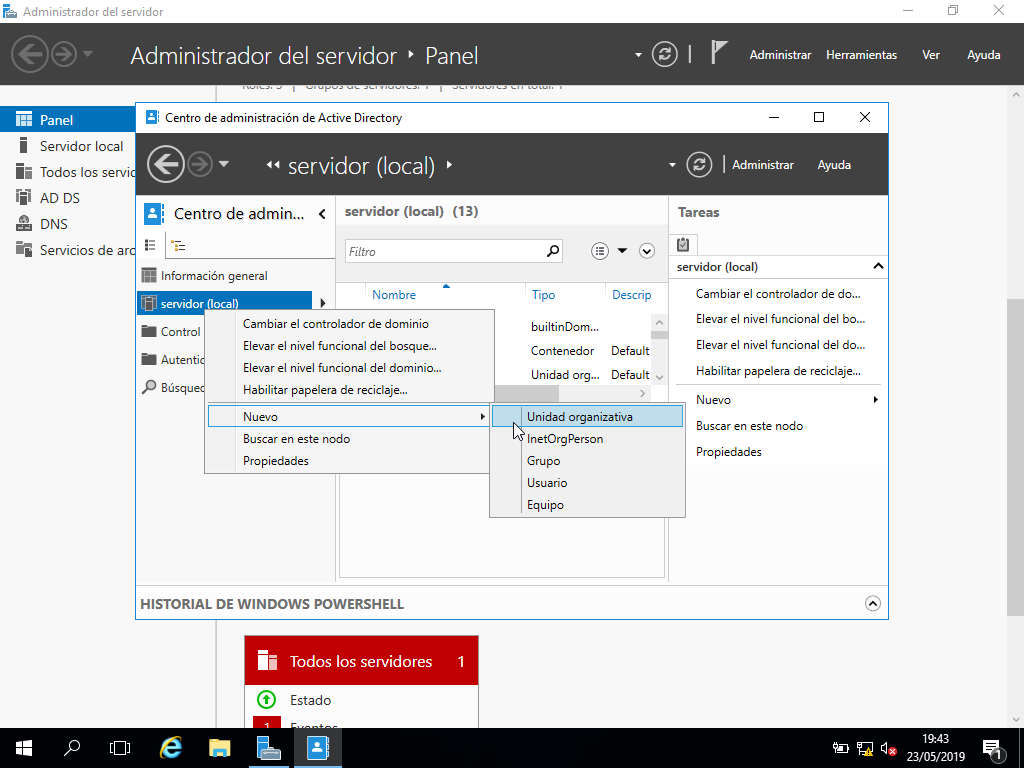 Administrador del servidor
Administrador del servidor ‣ Panel
Administrar Herramientas Ver Ayuda
Roles: 3 | Grupos de servidores: 1 | Servidores en total: 1
Panel
Servidor local
Todos los servic
AD DS
DNS
Servicios de arc
Centro de administración de Active Directory
servidor (local)
Administrar Ayuda
Centro de admin...
Información general
servidor (local)
Control
Autentic
Búsquec
servidor (local) (13)
Filtro
Nombre Tipo Descrip
builtinDom...
Contenedor Default
Unidad org... Default
Tareas
servidor (local)
Cambiar el controlador de do...
Elevar el nivel funcional del bo...
Elevar el nivel funcional del do...
Habilitar papelera de reciclaje...
Nuevo
Buscar en este nodo
Propiedades
Cambiar el controlador de dominio
Elevar el nivel funcional del bosque...
Elevar el nivel funcional del dominio...
Habilitar papelera de reciclaje...
Nuevo
Buscar en este nodo
Propiedades
Unidad organizativa
InetOrgPerson
Grupo
Usuario
Equipo
HISTORIAL DE WINDOWS POWERSHELL
Todos los servidores 1
Estado
1 Eventos
19:43
23/05/2019
1